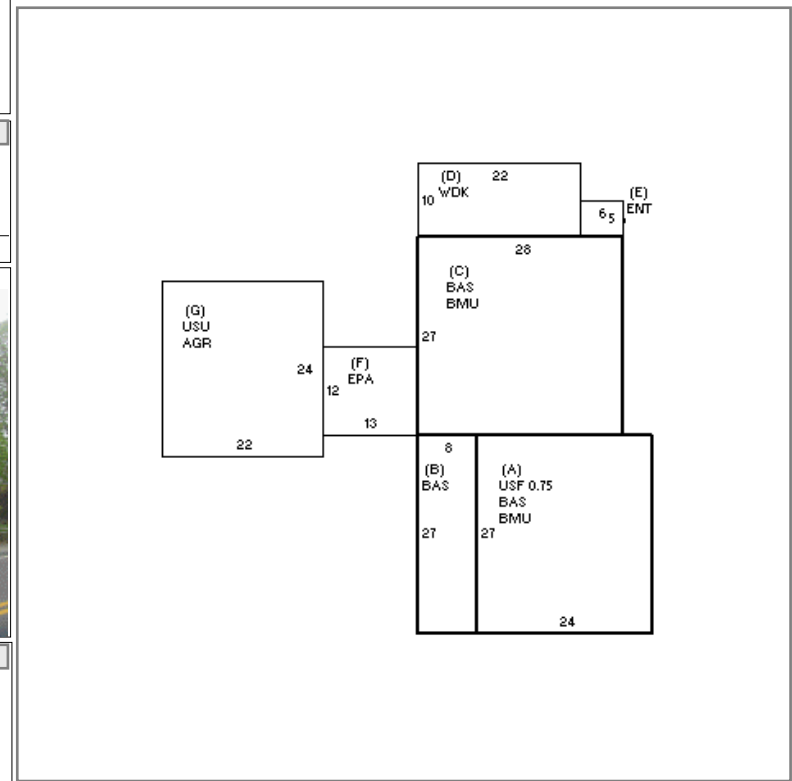 (D) 22
WDK
10
(E)
ENT
6 5
28
(C)
BAS
BMU
27
(G)
USU
AGR
24
22
(F)
EPA
12
13
8
(B)
BAS
27
(A)
USF 0.75
BAS
BMU
27
24